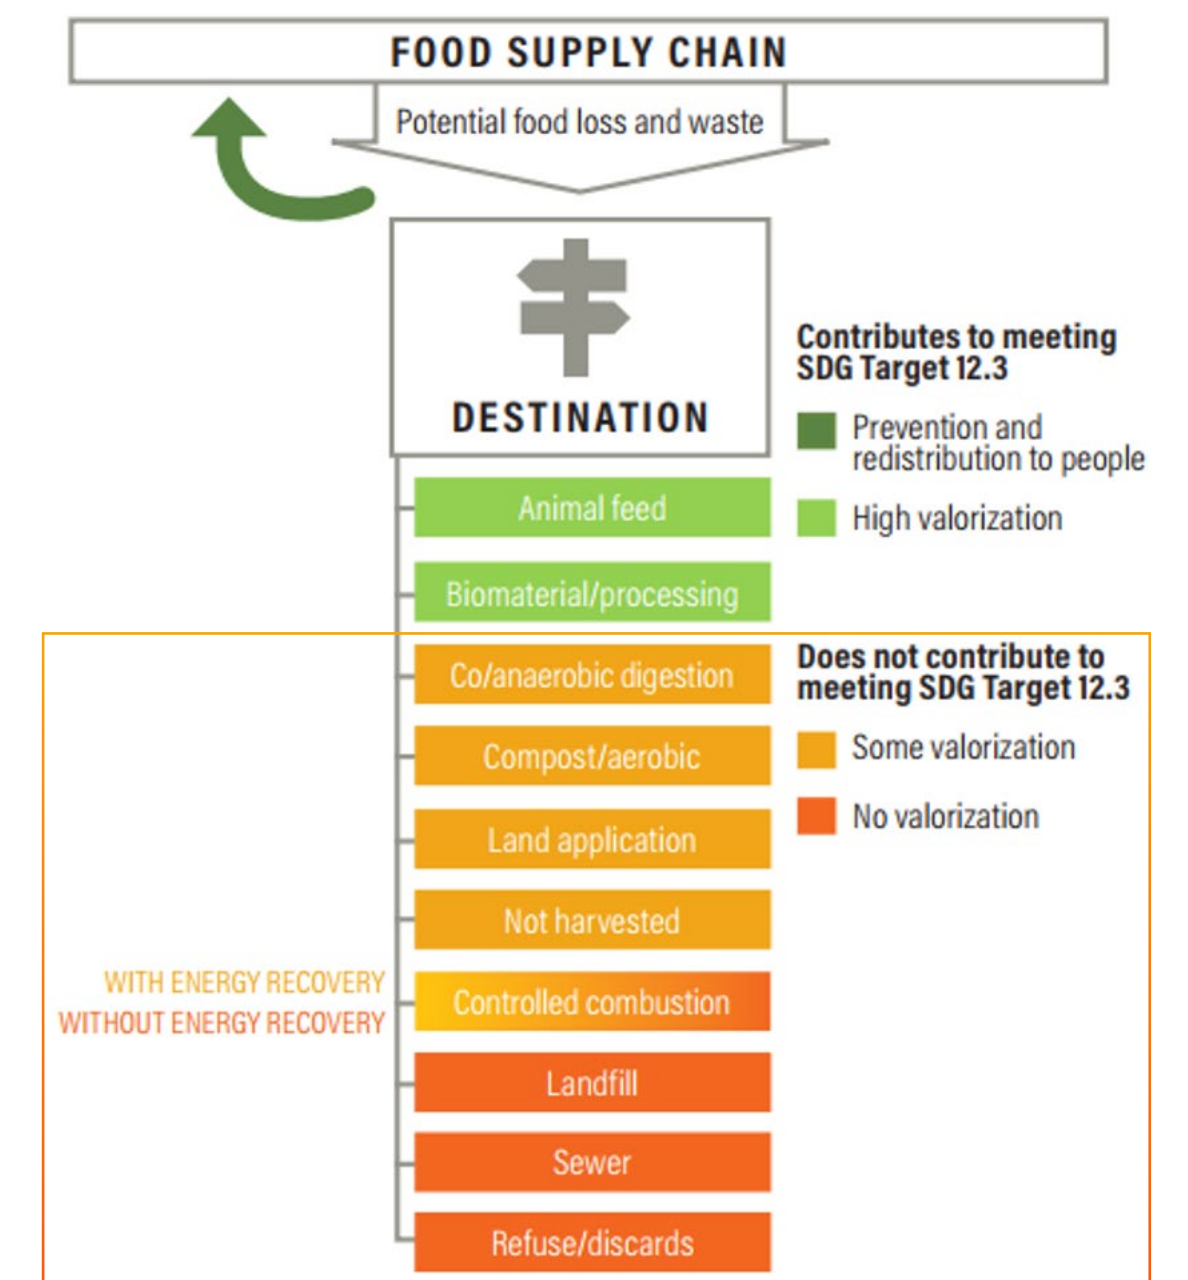 FOOD SUPPLY CHAIN
Potential food loss and waste
DESTINATION
Contributes to meeting
SDG Target 12.3
Prevention and
redistribution to people
High valorization
Animal feed
Biomaterial/processing
Does not contribute to
meeting SDG Target 12.3
Some valorization
No valorization
Co/anaerobic digestion
Compost/aerobic
Land application
Not harvested
WITH ENERGY RECOVERY
WITHOUT ENERGY RECOVERY
Controlled combustion
Landfill
Sewer
Refuse/discards